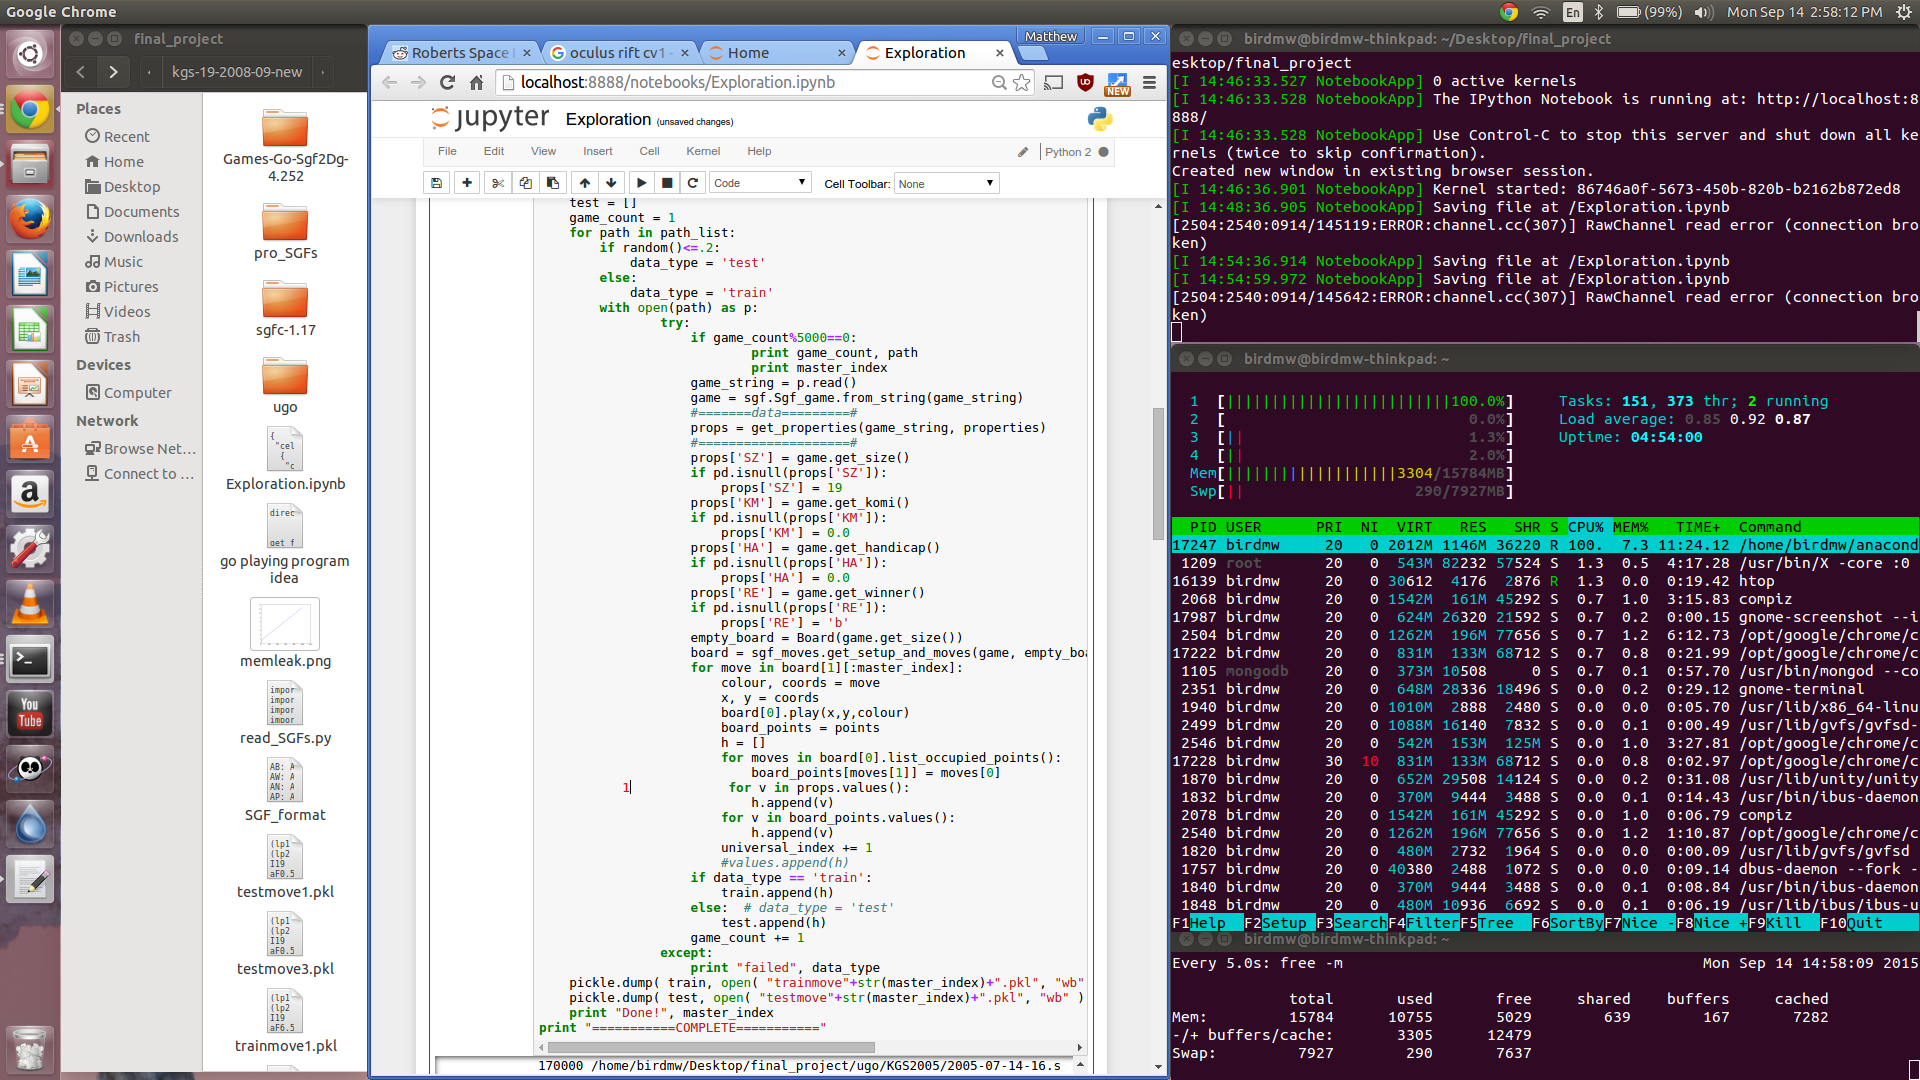 Google Chrome
En
(99%)
Mon Sep 14 2:58:12 PM
final_project
kgs-19-2008-09-new
Places
Recent
Home
Desktop
Documents
Downloads
Music
Pictures
Videos
Trash
Devices
Computer
Network
Browse Net...
Connect to ...
Games-Go-Sgf2Dg-
4.252
pro_SGFs
sgfc-1.17
ugo
Exploration.ipynb
go playing program
idea
memleak.png
read_SGFs.py
SGF_format
testmove1.pkl
testmove3.pkl
trainmove1.pkl
Matthew
Roberts Space
oculus rift cv1 -
Home
Exploration
localhost:8888/notebooks/Exploration.ipynb
NEW
jupyter Exploration (unsaved changes)
File Edit View Insert Cell Kernel Help
Python 2
Code
Cell Toolbar: None
test = []
game_count = 1
for path in path_list:
if random()<=.2:
data_type = 'test'
else:
data_type = 'train'
with open(path) as p:
try:
if game_count%5000==0:
print game_count, path
print master_index
game_string = p.read()
game = sgf.Sgf_game.from_string(game_string)
#=======data=========#
props = get_properties(game_string, properties)
#====================#
props['SZ'] = game.get_size()
if pd.isnull(props['SZ']):
props['SZ'] = 19
props['KM'] = game.get_komi()
if pd.isnull(props['KM']):
props['KM'] = 0.0
props['HA'] = game.get_handicap()
if pd.isnull(props['HA']):
props['HA'] = 0.0
props['RE'] = game.get_winner()
if pd.isnull(props['RE']):
props['RE'] = 'b'
empty_board = Board(game.get_size())
board = sgf_moves.get_setup_and_moves(game, empty_boa
for move in board[1][:master_index]:
colour, coords = move
x, y = coords
board[0].play(x,y,colour)
board_points = points
h = []
for moves in board[0].list_occupied_points():
board_points[moves[1]] = moves[0]
1 for v in props.values():
h.append(v)
for v in board_points.values():
h.append(v)
universal_index += 1
#values.append(h)
if data_type == 'train':
train.append(h)
else: # data_type = 'test'
test.append(h)
game_count += 1
except:
print "failed", data_type
pickle.dump( train, open( "trainmove"+str(master_index)+".pkl", "wb"
pickle.dump( test, open( "testmove"+str(master_index)+".pkl", "wb" )
print "Done!", master_index
print "===========COMPLETE==========="
170000 /home/birdmw/Desktop/final_project/ugo/KGS2005/2005-07-14-16.s
birdmw@birdmw-thinkpad: ~/Desktop/final_project
esktop/final_project
[I 14:46:33.527 NotebookApp] 0 active kernels
[I 14:46:33.528 NotebookApp] The IPython Notebook is running at: http://localhost:8
888/
[I 14:46:33.528 NotebookApp] Use Control-C to stop this server and shut down all ke
rnels (twice to skip confirmation).
Created new window in existing browser session.
[I 14:46:36.901 NotebookApp] Kernel started: 86746a0f-5673-450b-820b-b2162b872ed8
[I 14:48:36.905 NotebookApp] Saving file at /Exploration.ipynb
[2504:2540:0914/145119:ERROR:channel.cc(307)] RawChannel read error (connection bro
ken)
[I 14:54:36.914 NotebookApp] Saving file at /Exploration.ipynb
[I 14:54:59.972 NotebookApp] Saving file at /Exploration.ipynb
[2504:2540:0914/145642:ERROR:channel.cc(307)] RawChannel read error (connection bro
ken)
birdmw@birdmw-thinkpad: ~
1 [||||||||||||||||||||||||||100.0%] Tasks: 151, 373 thr; 2 running
2 [ 0.0%] Load average: 0.85 0.92 0.87
3 [|| 1.3%] Uptime: 04:54:00
4 [|| 2.0%]
Mem[|||||||||||||||||||3304/15784MB]
Swp[|| 290/7927MB]
PID USER PRI NI VIRT RES SHR S CPU% MEM% TIME+ Command
17247 birdmw 20 0 2012M 1146M 36220 R 100. 7.3 11:24.12 /home/birdmw/anacond
1209 root 20 0 543M 82232 57524 S 1.3 0.5 4:17.28 /usr/bin/X -core :0
16139 birdmw 20 0 30612 4176 2876 R 1.3 0.0 0:19.42 htop
2068 birdmw 20 0 1542M 161M 45292 S 0.7 1.0 3:15.83 compiz
17987 birdmw 20 0 624M 26320 21592 S 0.7 0.2 0:00.15 gnome-screenshot --i
2504 birdmw 20 0 1262M 196M 77656 S 0.7 1.2 6:12.73 /opt/google/chrome/c
17222 birdmw 20 0 831M 133M 68712 S 0.7 0.8 0:21.99 /opt/google/chrome/c
1105 mongodb 20 0 373M 10508 0 S 0.7 0.1 0:57.70 /usr/bin/mongod --co
2351 birdmw 20 0 648M 28336 18496 S 0.0 0.2 0:29.12 gnome-terminal
1940 birdmw 20 0 1010M 2888 2480 S 0.0 0.0 0:05.70 /usr/lib/x86_64-linu
2499 birdmw 20 0 1088M 16140 7832 S 0.0 0.1 0:00.49 /usr/lib/gvfs/gvfsd-
2546 birdmw 20 0 542M 153M 125M S 0.0 1.0 3:27.81 /opt/google/chrome/c
17228 birdmw 30 10 831M 133M 68712 S 0.0 0.8 0:02.97 /opt/google/chrome/c
1870 birdmw 20 0 652M 29508 14124 S 0.0 0.2 0:31.08 /usr/lib/unity/unity
1832 birdmw 20 0 370M 9444 3488 S 0.0 0.1 0:14.43 /usr/bin/ibus-daemon
2078 birdmw 20 0 1542M 161M 45292 S 0.0 1.0 0:06.79 compiz
2540 birdmw 20 0 1262M 196M 77656 S 0.0 1.2 1:10.87 /opt/google/chrome/c
1820 birdmw 20 0 480M 2732 1964 S 0.0 0.0 0:00.09 /usr/lib/gvfs/gvfsd
1757 birdmw 20 0 40380 2488 1072 S 0.0 0.0 0:09.14 dbus-daemon --fork -
1840 birdmw 20 0 370M 9444 3488 S 0.0 0.1 0:08.84 /usr/bin/ibus-daemon
1848 birdmw 20 0 480M 10936 6692 S 0.0 0.1 0:06.19 /usr/lib/ibus/ibus-u
F1Help F2Setup F3SearchF4FilterF5Tree F6SortByF7Nice -F8Nice +F9Kill F10Quit
birdmw@birdmw-thinkpad: ~
Every 5.0s: free -m Mon Sep 14 14:58:09 2015
total used free shared buffers cached
Mem: 15784 10755 5029 639 167 7282
-/+ buffers/cache: 3305 12479
Swap: 7927 290 7637